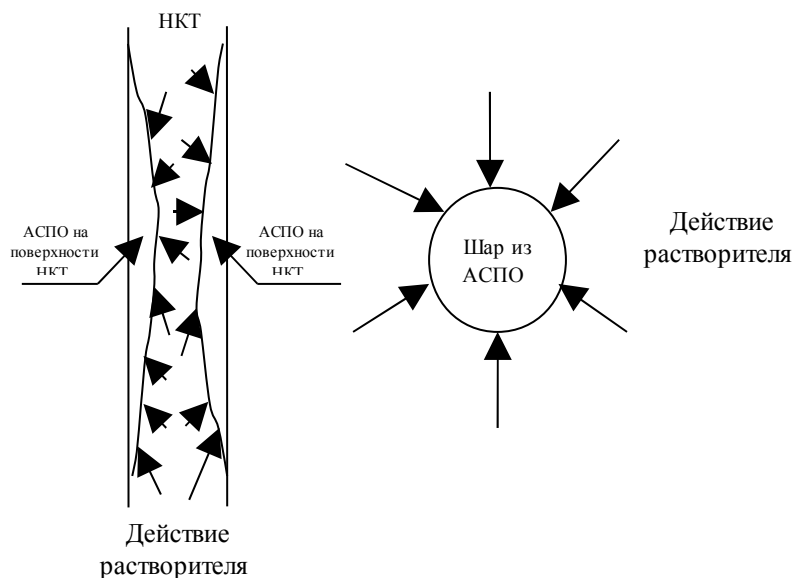 НКТ
АСПО на
поверхности
НКТ
АСПО на
поверхности
НКТ
Действие
растворителя
Шар из
АСПО
Действие
растворителя